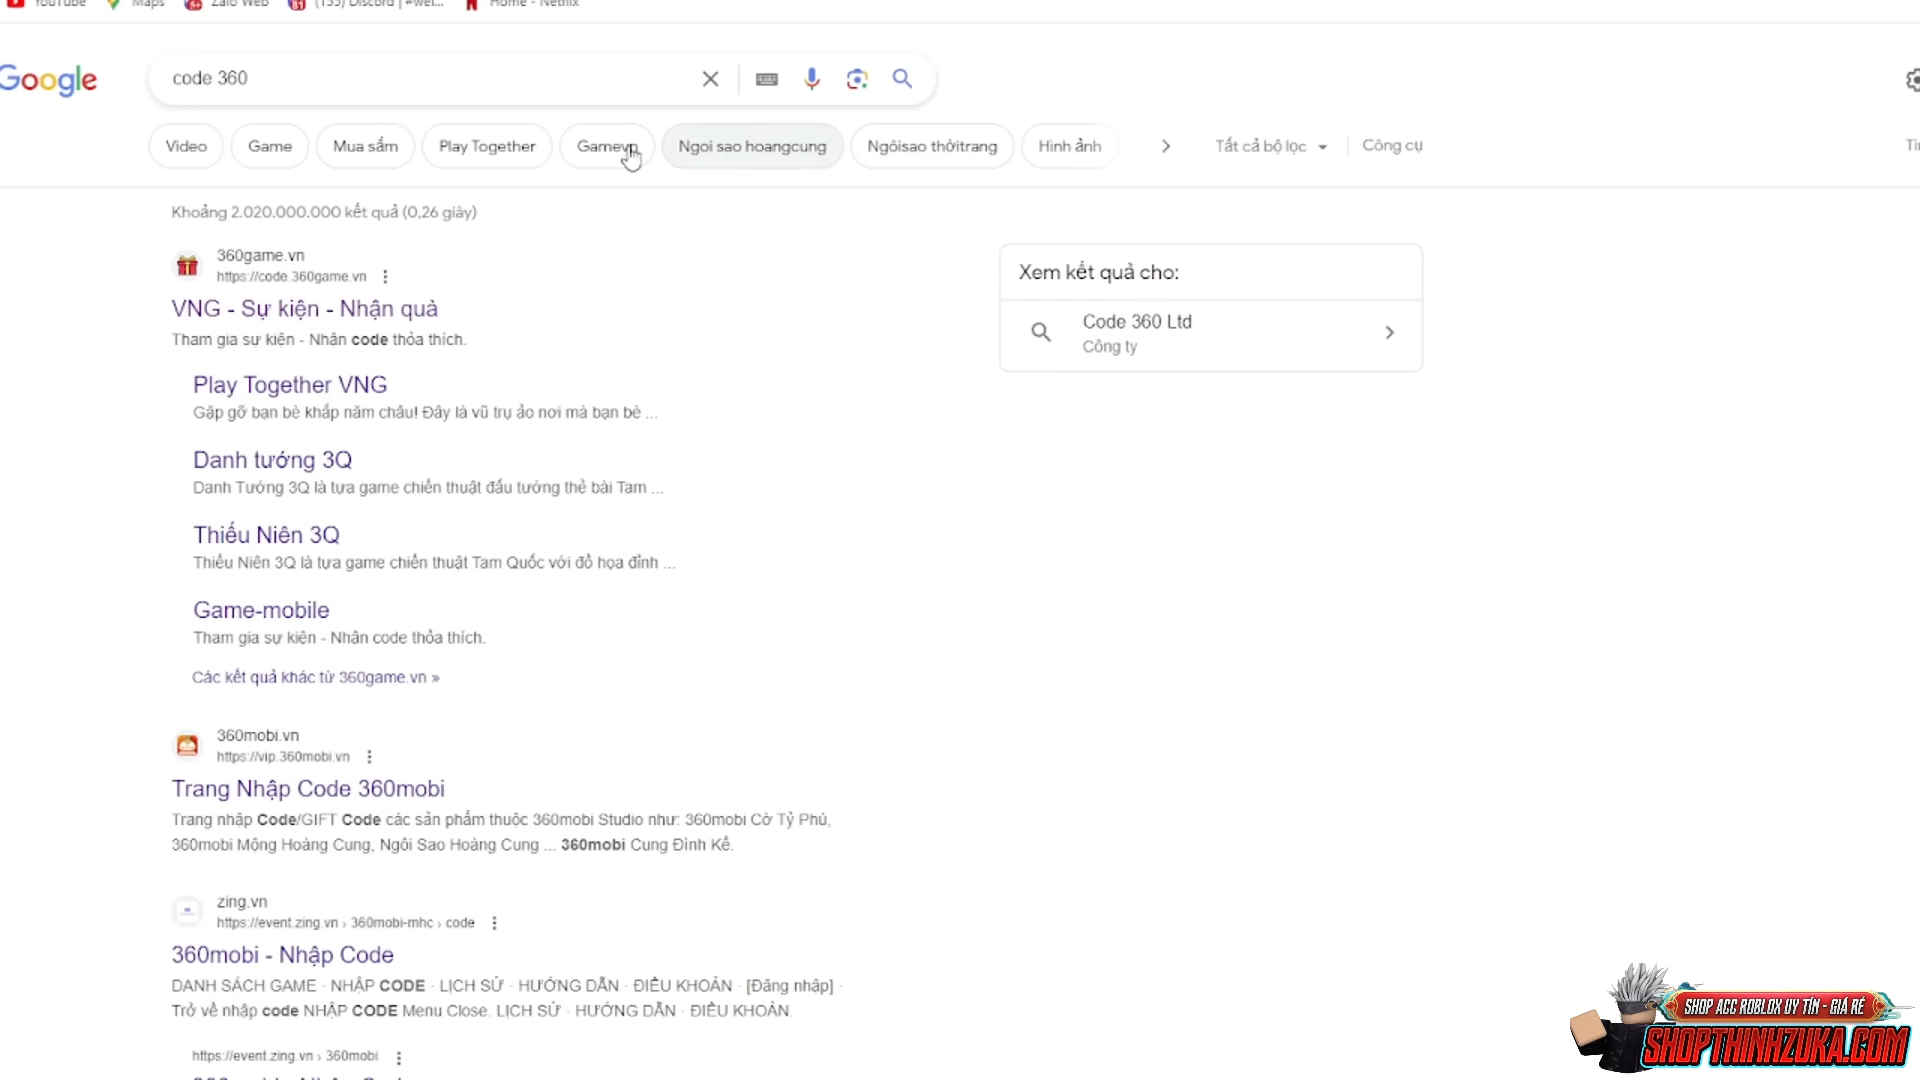 YouTube Maps Zalo Web (155) Discord | #wel... Home - Netflix
Google
code 360
Video Game Mua sắm Play Together Gamevn Ngoi sao hoangcung Ngôisao thờitrang Hình ảnh Tất cả bộ lọc Công cụ
Khoảng 2.020.000.000 kết quả (0,26 giây)
360game.vn
https://code.360game.vn
VNG - Sự kiện - Nhận quà
Tham gia sự kiện - Nhận code thỏa thích.
Play Together VNG
Gặp gỡ bạn bè khắp năm châu! Đây là vũ trụ ảo nơi mà bạn bè ...
Danh tướng 3Q
Danh Tướng 3Q là tựa game chiến thuật đấu tướng thẻ bài Tam ...
Thiếu Niên 3Q
Thiếu Niên 3Q là tựa game chiến thuật Tam Quốc với đồ họa đỉnh ...
Game-mobile
Tham gia sự kiện - Nhận code thỏa thích.
Các kết quả khác từ 360game.vn »
Xem kết quả cho:
Code 360 Ltd
Công ty
360mobi.vn
https://vip.360mobi.vn
Trang Nhập Code 360mobi
Trang nhập Code/GIFT Code các sản phẩm thuộc 360mobi Studio như: 360mobi Cờ Tỷ Phú,
360mobi Mộng Hoàng Cung, Ngôi Sao Hoàng Cung ... 360mobi Cung Đình Kế.
zing.vn
https://event.zing.vn › 360mobi-mhc › code
360mobi - Nhập Code
DANH SÁCH GAME · NHẬP CODE · LỊCH SỬ · HƯỚNG DẪN · ĐIỀU KHOẢN · [Đăng nhập] ·
Trở về nhập code NHẬP CODE Menu Close. LỊCH SỬ · HƯỚNG DẪN · ĐIỀU KHOẢN.
https://event.zing.vn › 360mobi
SHOP ACC ROBLOX UY TÍN - GIÁ RẺ
SHOPTHINHZUKA.COM